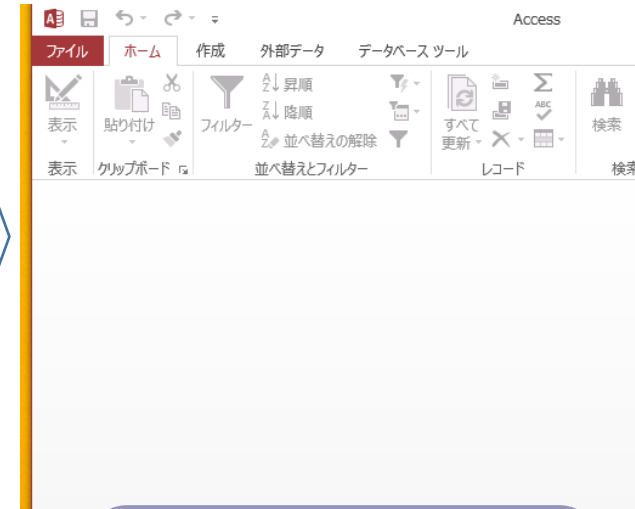 Access
ファイル ホーム 作成 外部データ データベース ツール
表示 貼り付け フィルター 昇順 降順 並べ替えの解除 すべて 更新 ABC 検索
表示 クリップボード 並べ替えとフィルター レコード